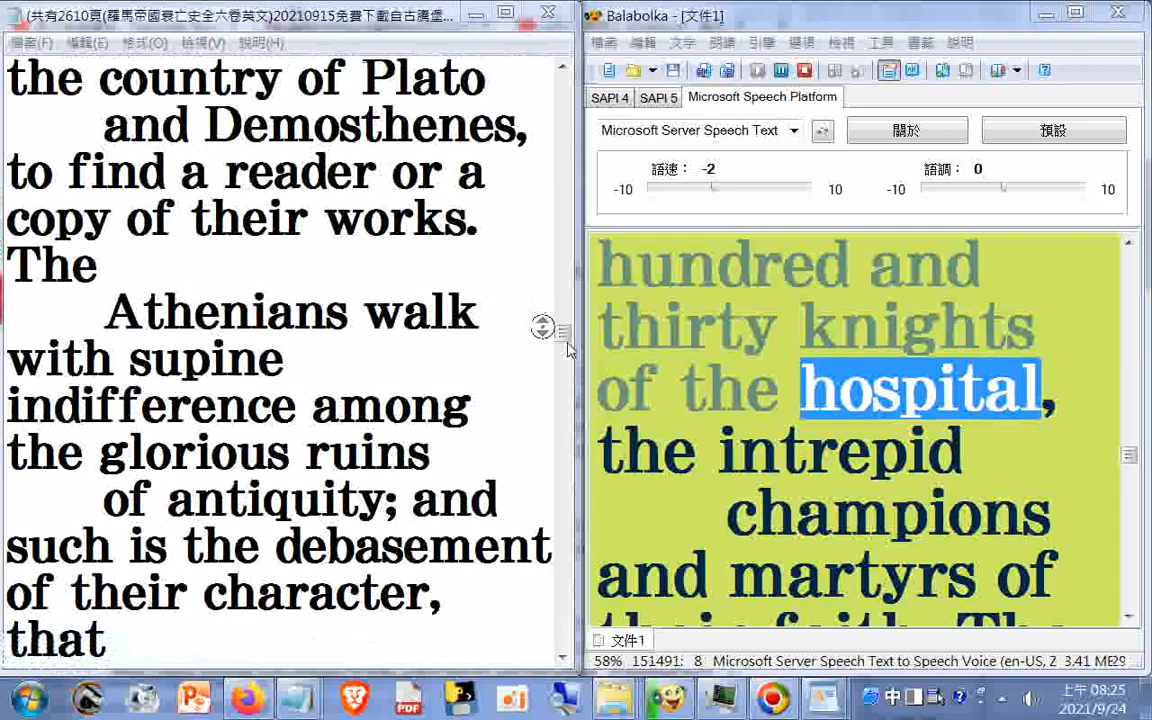 (共有2610頁(羅馬帝國衰亡史全六卷英文)20210915免費下載自古騰堡...
檔案(F) 編輯(E) 格式(O) 檢視(V) 說明(H)
the country of Plato
and Demosthenes,
to find a reader or a
copy of their works.
The
Athenians walk
with supine
indifference among
the glorious ruins
of antiquity; and
such is the debasement
of their character,
that
Balabolka - [文件1]
檔案 編輯 文字 朗讀 引擎 選項 檢視 工具 書籤 說明
SAPI 4 SAPI 5 Microsoft Speech Platform
Microsoft Server Speech Text 關於 預設
語速： -2 語調： 0
-10 10 -10 10
hundred and
thirty knights
of the hospital,
the intrepid
champions
and martyrs of
their faith. The
文件1
58% 151491: 8 Microsoft Server Speech Text to Speech Voice (en-US, Z 3.41 ME29
中
上午 08:25
2021/9/24